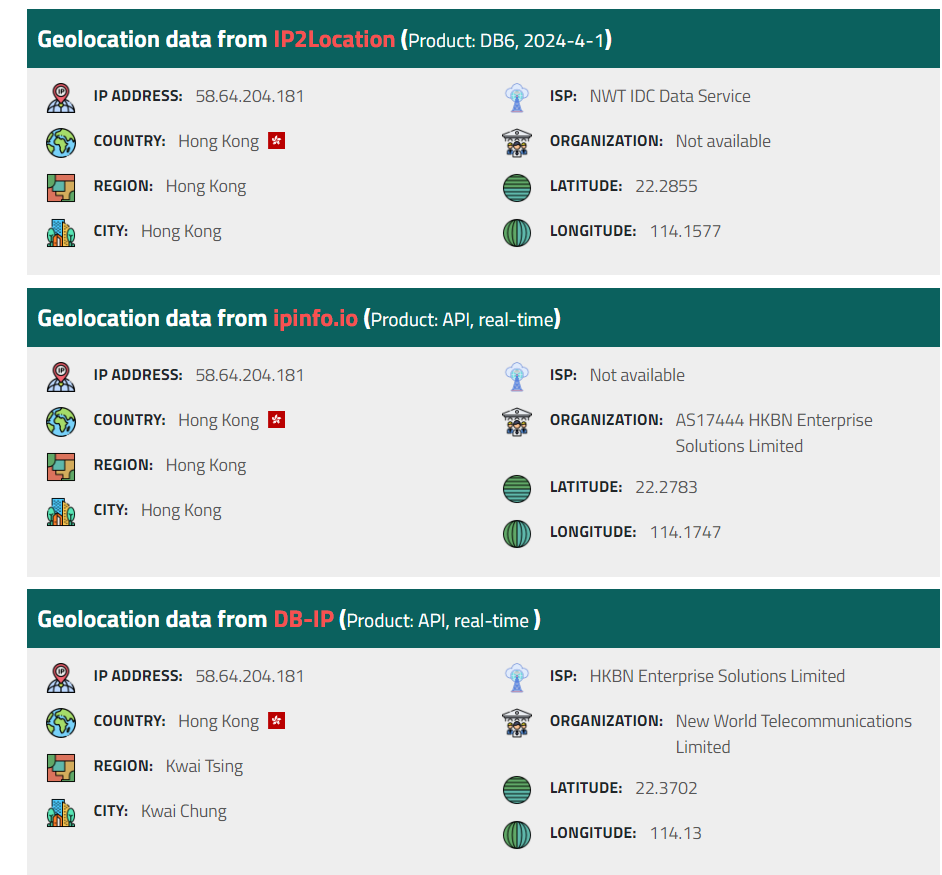 Geolocation data from IP2Location (Product: DB6, 2024-4-1)
IP ADDRESS: 58.64.204.181
COUNTRY: Hong Kong
REGION: Hong Kong
CITY: Hong Kong
ISP: NWT IDC Data Service
ORGANIZATION: Not available
LATITUDE: 22.2855
LONGITUDE: 114.1577
Geolocation data from ipinfo.io (Product: API, real-time)
IP ADDRESS: 58.64.204.181
COUNTRY: Hong Kong
REGION: Hong Kong
CITY: Hong Kong
ISP: Not available
ORGANIZATION: AS17444 HKBN Enterprise
Solutions Limited
LATITUDE: 22.2783
LONGITUDE: 114.1747
Geolocation data from DB-IP (Product: API, real-time )
IP ADDRESS: 58.64.204.181
COUNTRY: Hong Kong
REGION: Kwai Tsing
CITY: Kwai Chung
ISP: HKBN Enterprise Solutions Limited
ORGANIZATION: New World Telecommunications
Limited
LATITUDE: 22.3702
LONGITUDE: 114.13